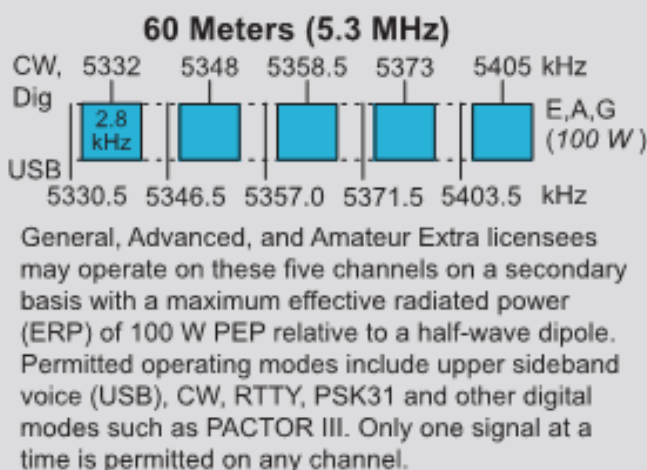 60 Meters (5.3 MHz)
CW, 5332 5348 5358.5 5373 5405 kHz
Dig
2.8
kHz
E,A,G
(100 W)
USB
5330.5 5346.5 5357.0 5371.5 5403.5 kHz
General, Advanced, and Amateur Extra licensees
may operate on these five channels on a secondary
basis with a maximum effective radiated power
(ERP) of 100 W PEP relative to a half-wave dipole.
Permitted operating modes include upper sideband
voice (USB), CW, RTTY, PSK31 and other digital
modes such as PACTOR III. Only one signal at a
time is permitted on any channel.